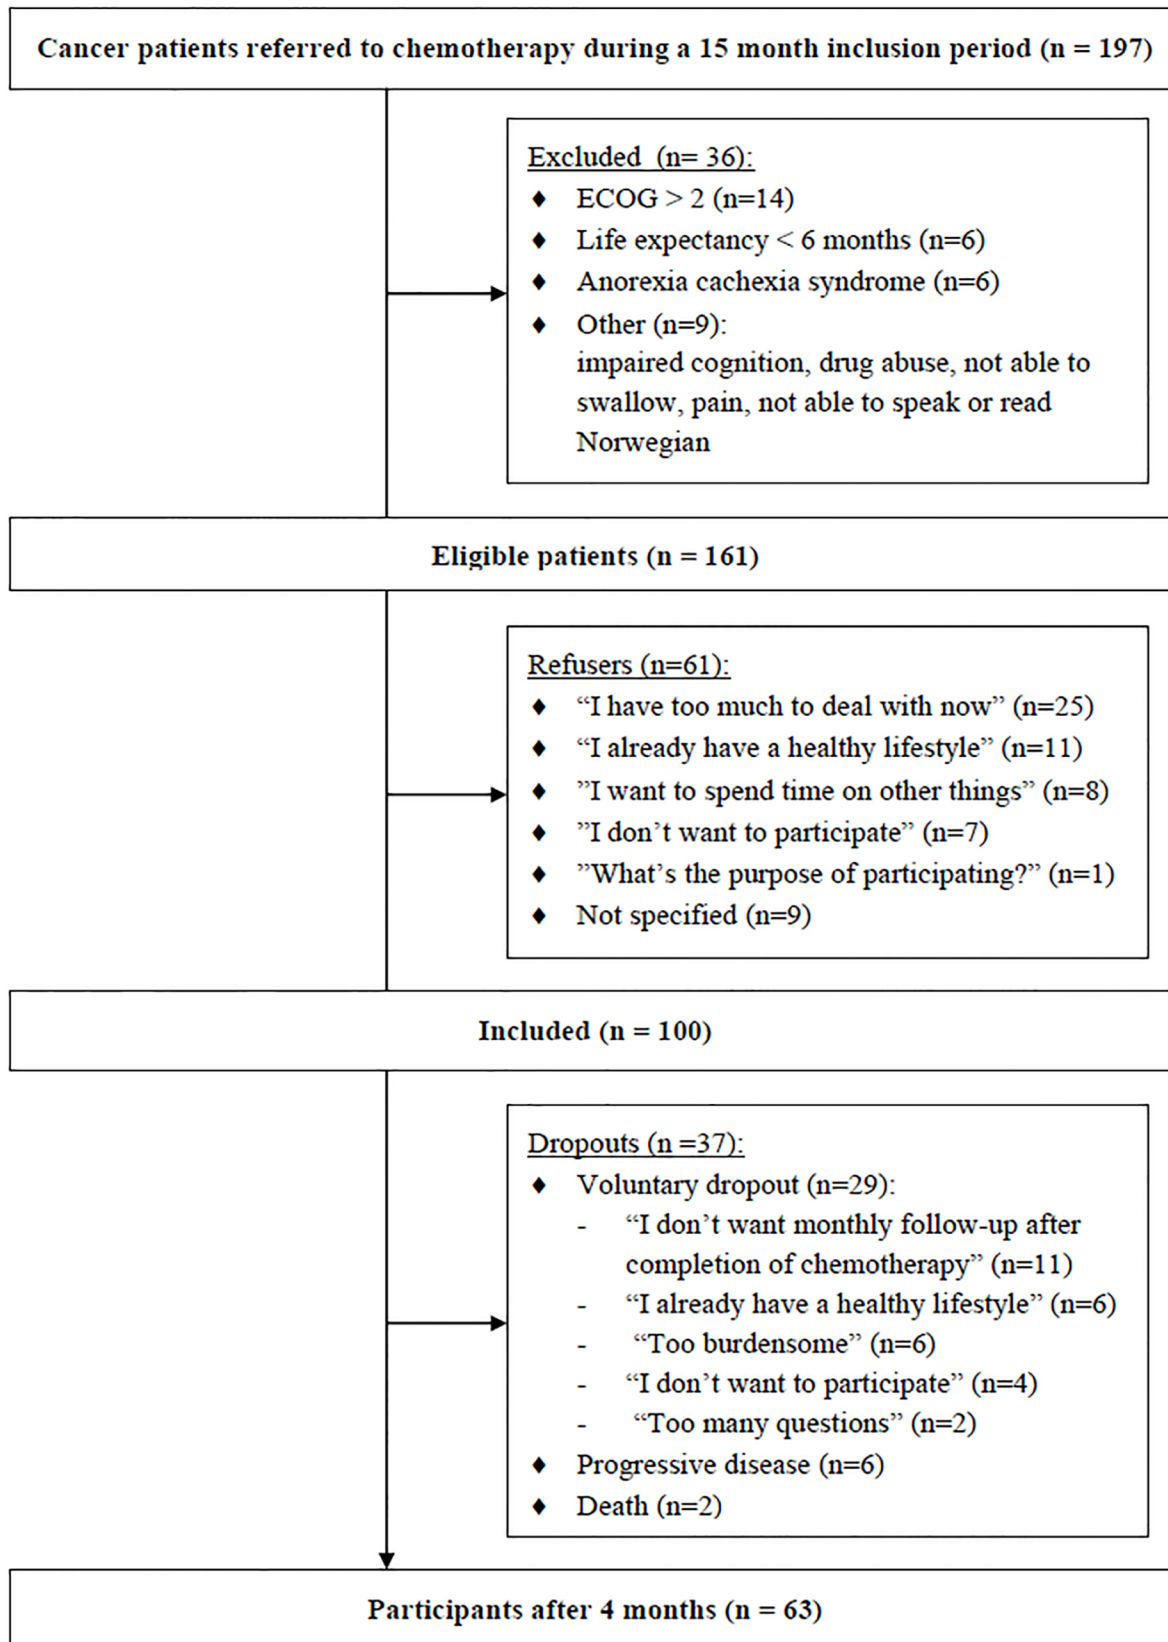 Cancer patients referred to chemotherapy during a 15 month inclusion period (n = 197)
Excluded (n= 36):
♦ ECOG > 2 (n=14)
♦ Life expectancy < 6 months (n=6)
♦ Anorexia cachexia syndrome (n=6)
♦ Other (n=9):
impaired cognition, drug abuse, not able to
swallow, pain, not able to speak or read
Norwegian
Eligible patients (n = 161)
Refusers (n=61):
♦ “I have too much to deal with now” (n=25)
♦ “I already have a healthy lifestyle” (n=11)
♦ ”I want to spend time on other things” (n=8)
♦ ”I don’t want to participate” (n=7)
♦ ”What’s the purpose of participating?” (n=1)
♦ Not specified (n=9)
Included (n = 100)
Dropouts (n =37):
♦ Voluntary dropout (n=29):
- “I don’t want monthly follow-up after
completion of chemotherapy” (n=11)
- “I already have a healthy lifestyle” (n=6)
- “Too burdensome” (n=6)
- “I don’t want to participate” (n=4)
- “Too many questions” (n=2)
♦ Progressive disease (n=6)
♦ Death (n=2)
Participants after 4 months (n = 63)